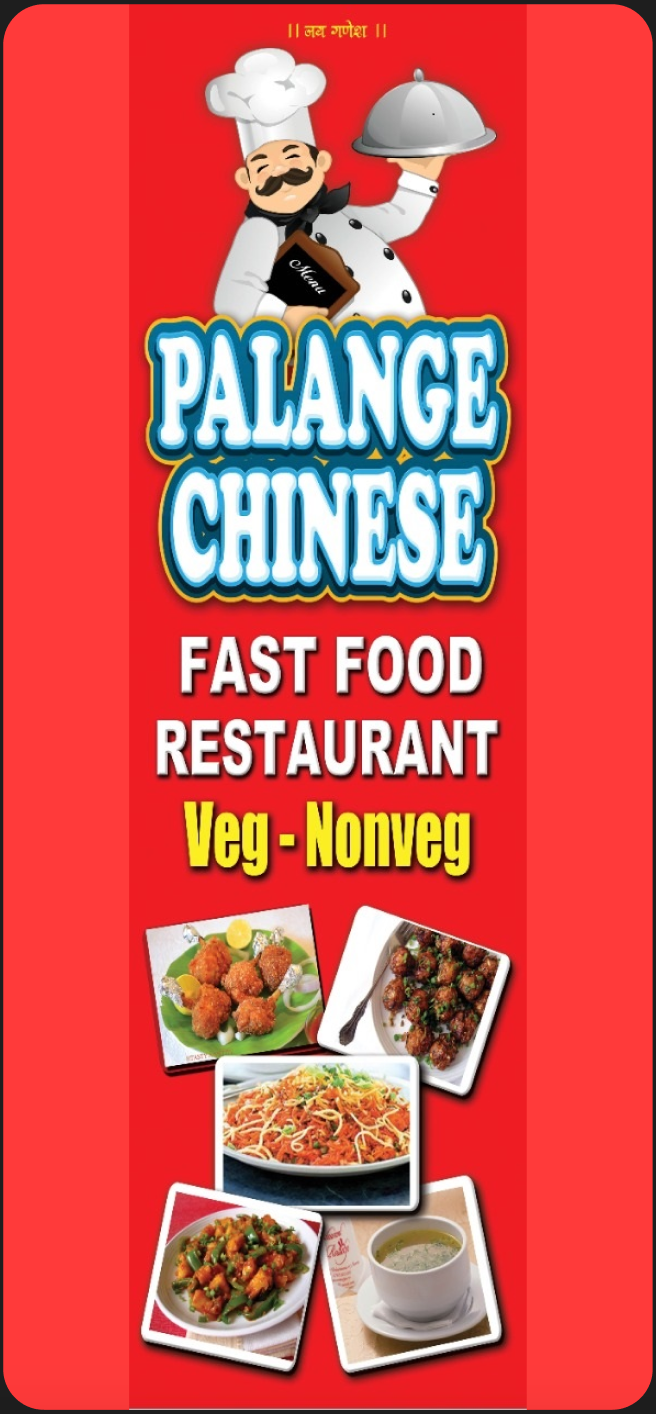 || जय गणेश ||
Menu
PALANGE
CHINESE
FAST FOOD
RESTAURANT
Veg - Nonveg